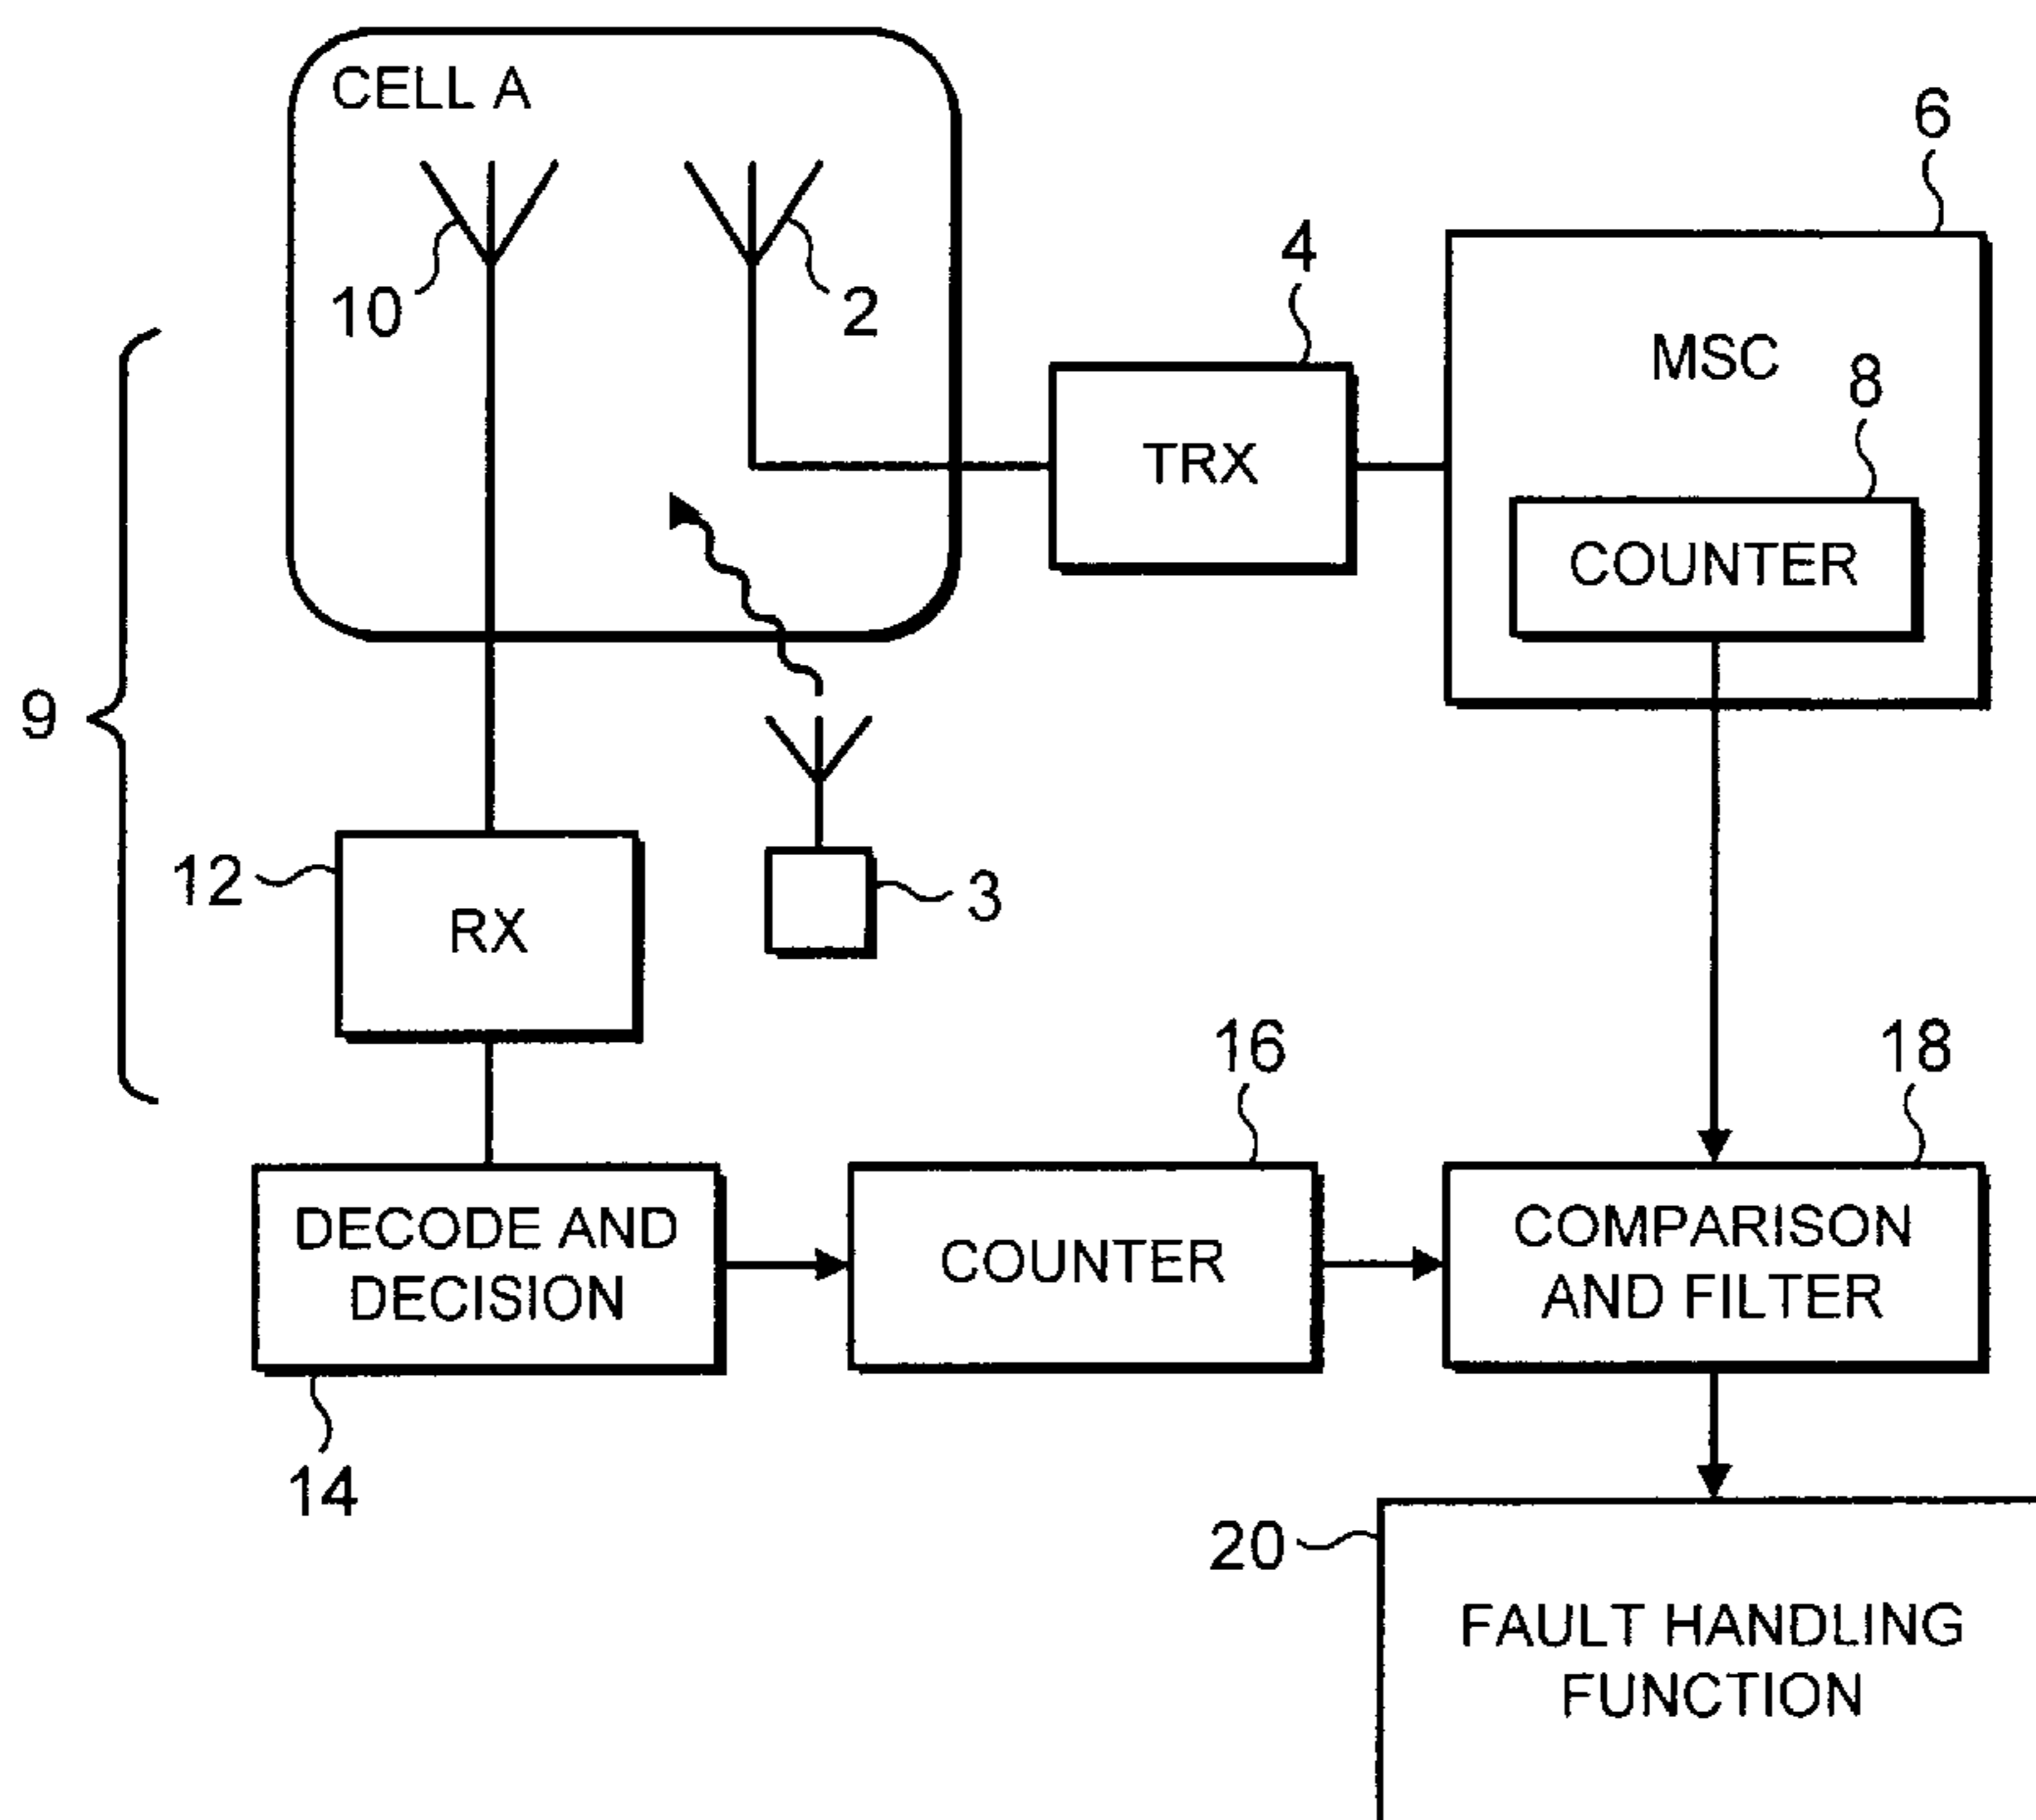 CELL A
6
10
2
4
MSC
8
TRX
COUNTER
9
12
RX
3
16
18
DECODE AND
DECISION
COUNTER
COMPARISON
AND FILTER
14
20
FAULT HANDLING
FUNCTION